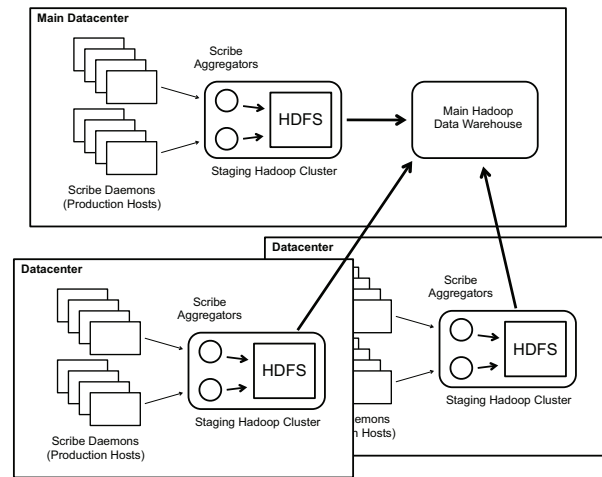 Main Datacenter
Scribe
Aggregators
HDFS
Main Hadoop
Data Warehouse
Staging Hadoop Cluster
Scribe Daemons
(Production Hosts)
Datacenter
Scribe
Aggregators
HDFS
Staging Hadoop Cluster
Scribe Daemons
(Production Hosts)
Datacenter
Scribe
Aggregators
HDFS
Staging Hadoop Cluster
Hosts)